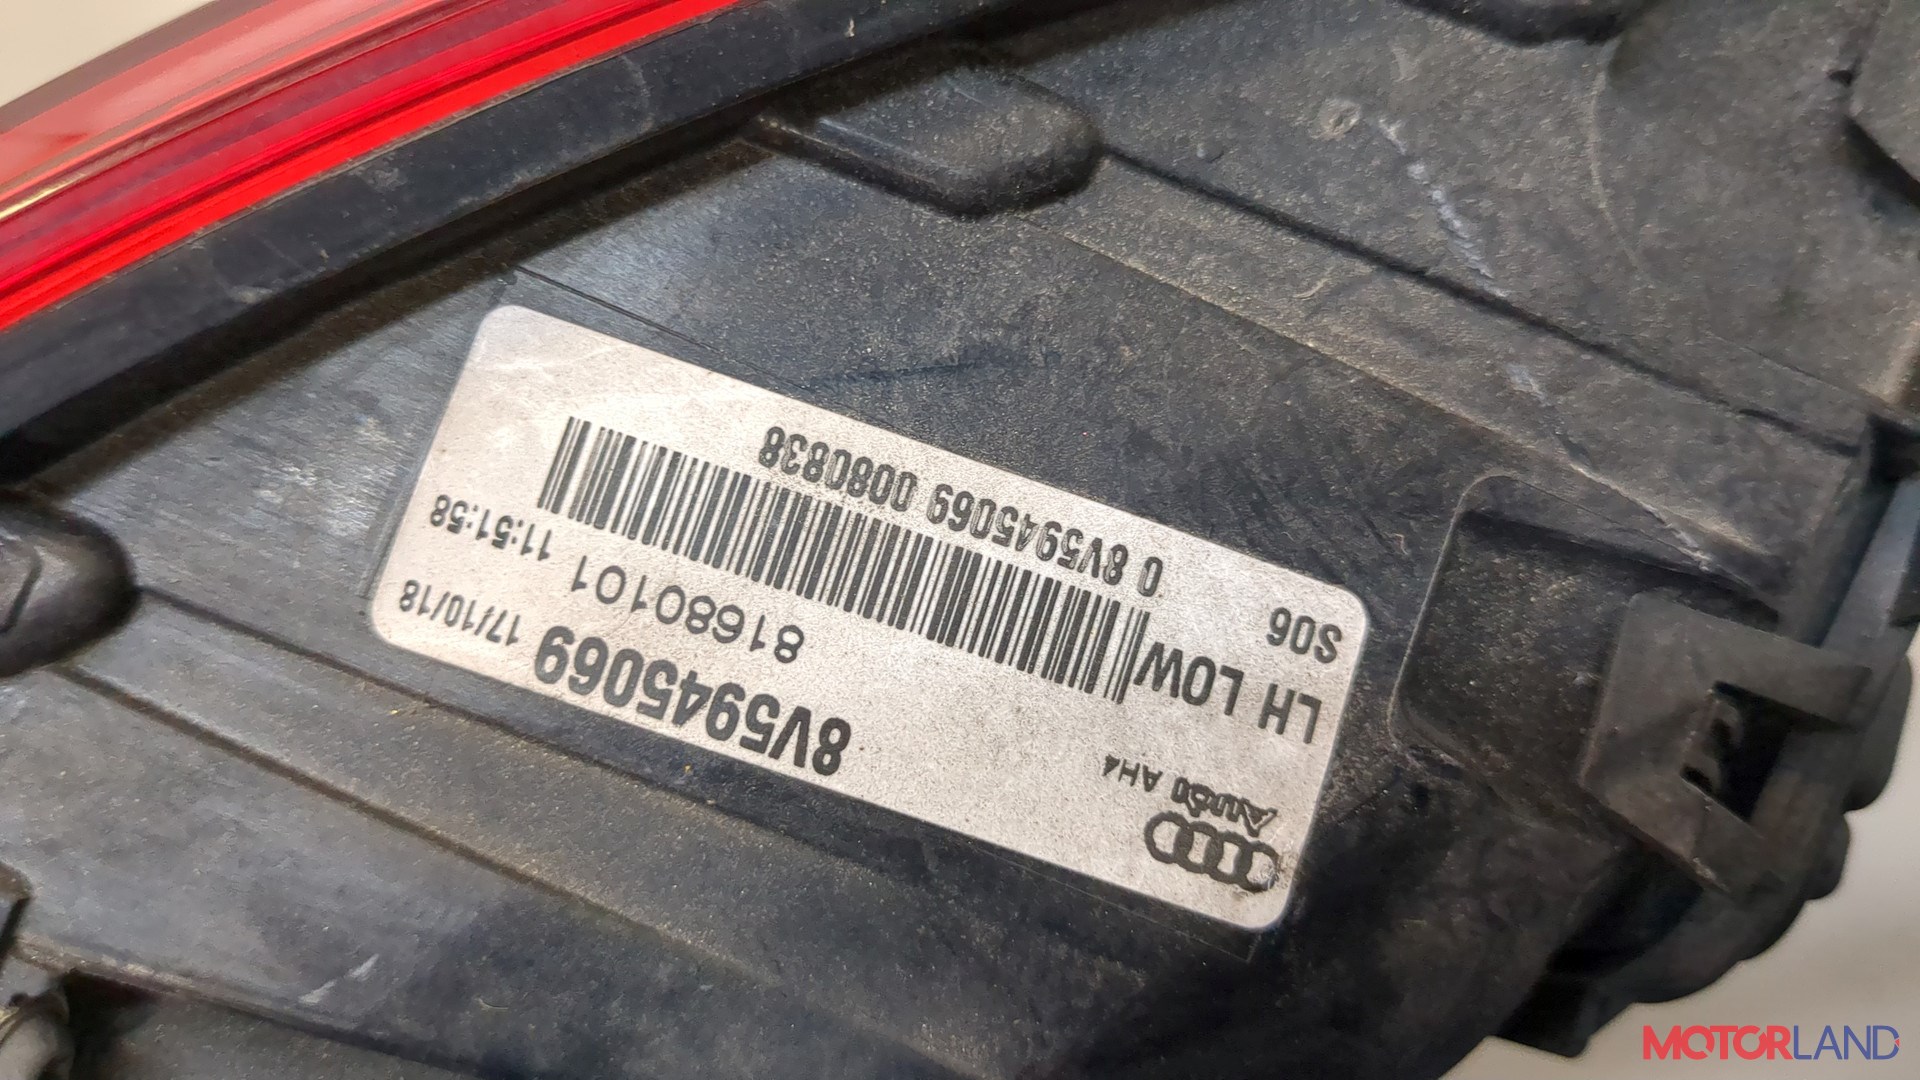 Audi AH4
8V5945069 17/10/18
LH LOW
81680101 11:51:58
S06
0 8V5945069 0080838
MOTORLAND